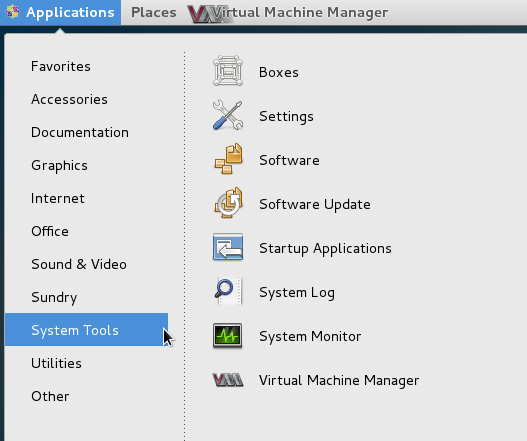 Applications Places Virtual Machine Manager
Favorites
Accessories
Documentation
Graphics
Internet
Office
Sound & Video
Sundry
System Tools
Utilities
Other
Boxes
Settings
Software
Software Update
Startup Applications
System Log
System Monitor
Virtual Machine Manager